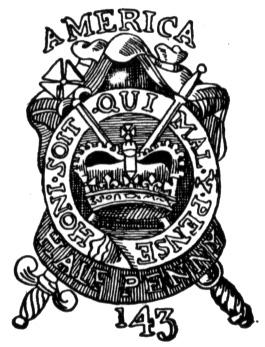 AMERICA
HONI·SOIT QUI MAL·Y·PENSE
HALF PENNY
143